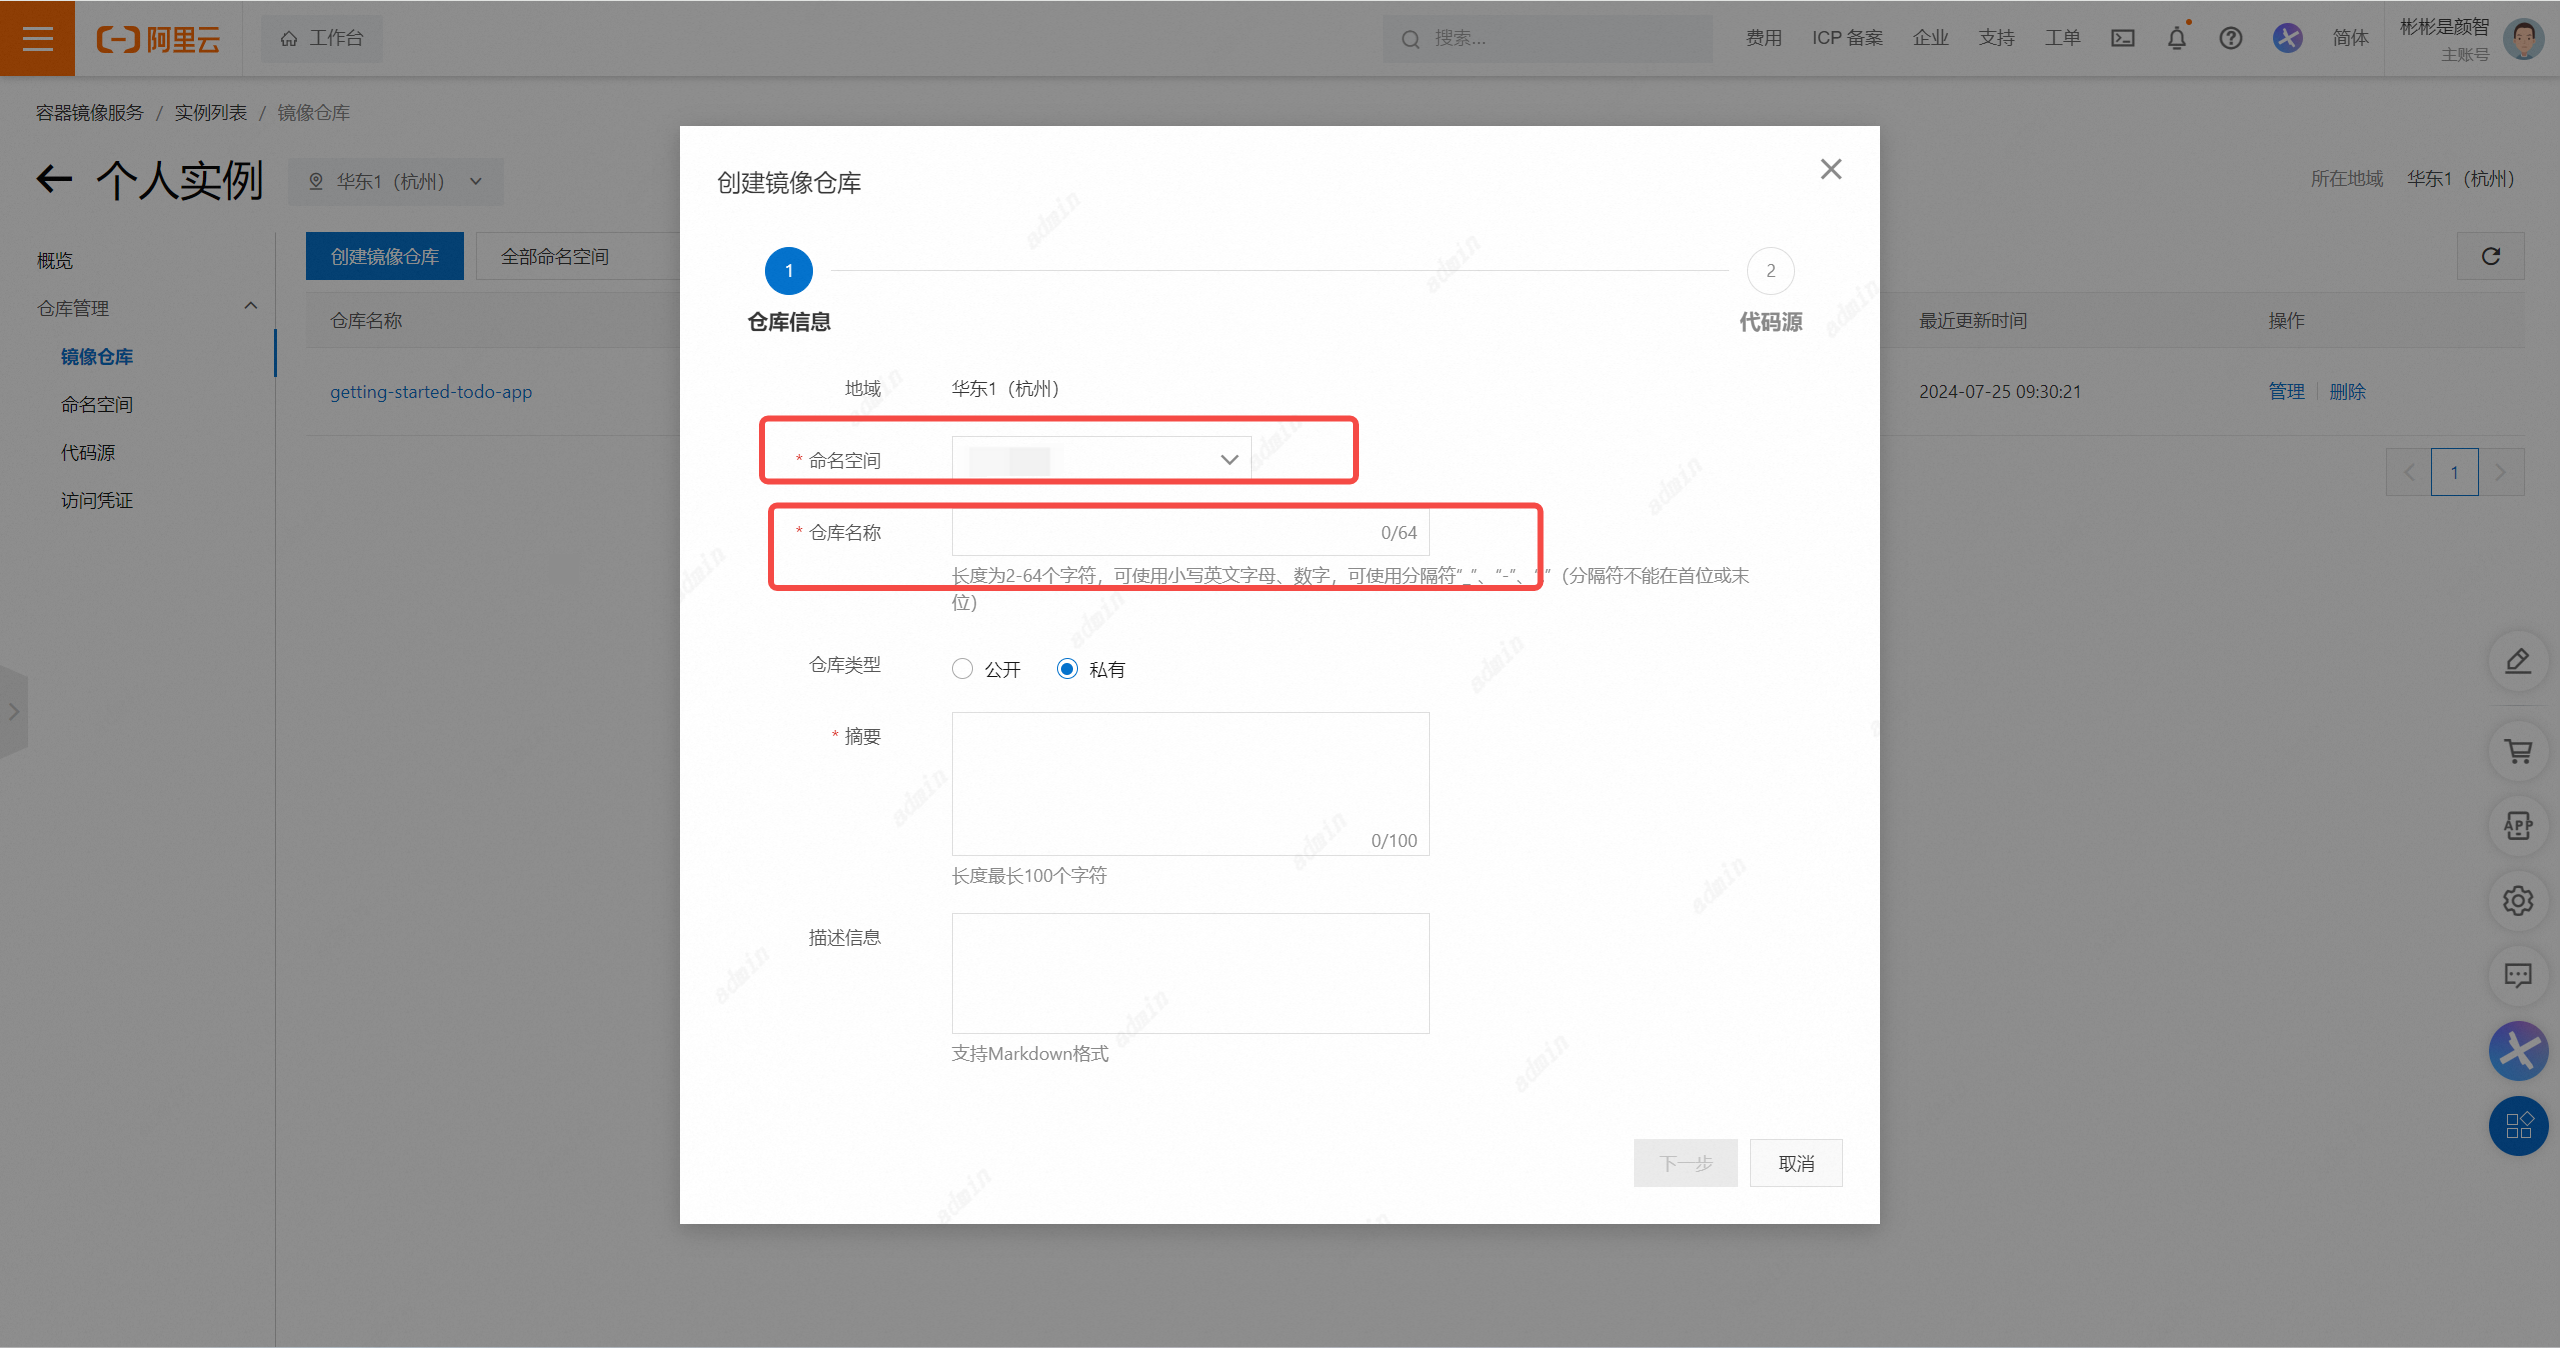 阿里云
工作台
搜索...
费用
ICP 备案
企业
支持
工单
简体
彬彬是颜智
主账号
容器镜像服务 / 实例列表 / 镜像仓库
个人实例
华东1（杭州）
所在地域 华东1（杭州）
概览
仓库管理
镜像仓库
命名空间
代码源
访问凭证
创建镜像仓库
全部命名空间
仓库名称
最近更新时间
操作
getting-started-todo-app
2024-07-25 09:30:21
管理
删除
1
创建镜像仓库
1
仓库信息
2
代码源
地域 华东1（杭州）
* 命名空间
* 仓库名称
0/64
长度为2-64个字符，可使用小写英文字母、数字，可使用分隔符“_”、“-”、“.”（分隔符不能在首位或末
位）
仓库类型 公开 私有
* 摘要
0/100
长度最长100个字符
描述信息
支持Markdown格式
下一步
取消
APP
admin